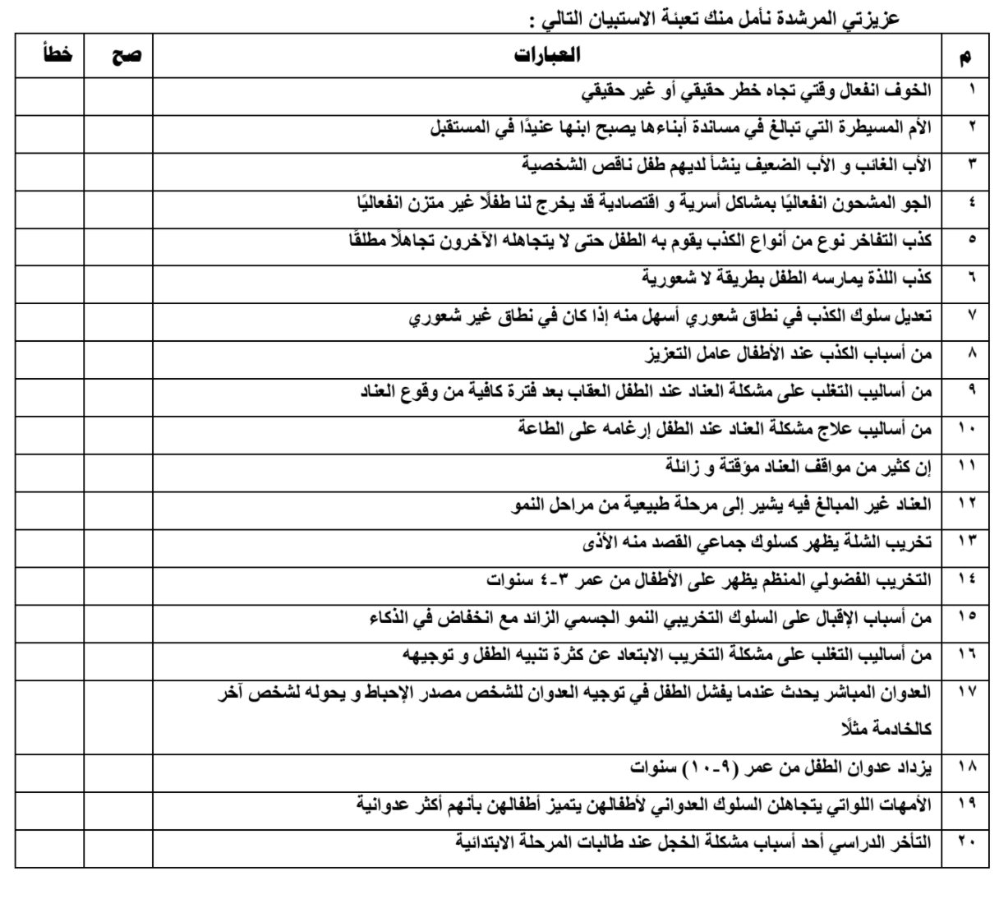 عزيزتي المرشدة نأمل منك تعبئة الاستبيان التالي :
م العبارات صح خطأ
١ الخوف انفعال وقتي تجاه خطر حقيقي أو غير حقيقي
٢ الأم المسيطرة التي تبالغ في مساندة أبناءها يصبح ابنها عنيدًا في المستقبل
٣ الأب الغائب و الأب الضعيف ينشأ لديهم طفل ناقص الشخصية
٤ الجو المشحون انفعاليًا بمشاكل أسرية و اقتصادية قد يخرج لنا طفلًا غير متزن انفعاليًا
٥ كذب التفاخر نوع من أنواع الكذب يقوم به الطفل حتى لا يتجاهله الآخرون تجاهلًا مطلقًا
٦ كذب اللذة يمارسه الطفل بطريقة لا شعورية
٧ تعديل سلوك الكذب في نطاق شعوري أسهل منه إذا كان في نطاق غير شعوري
٨ من أسباب الكذب عند الأطفال عامل التعزيز
٩ من أساليب التغلب على مشكلة العناد عند الطفل العقاب بعد فترة كافية من وقوع العناد
١٠ من أساليب علاج مشكلة العناد عند الطفل إرغامه على الطاعة
١١ إن كثير من مواقف العناد مؤقتة و زائلة
١٢ العناد غير المبالغ فيه يشير إلى مرحلة طبيعية من مراحل النمو
١٣ تخريب الشلة يظهر كسلوك جماعي القصد منه الأذى
١٤ التخريب الفضولي المنظم يظهر على الأطفال من عمر ٣-٤ سنوات
١٥ من أسباب الإقبال على السلوك التخريبي النمو الجسمي الزائد مع انخفاض في الذكاء
١٦ من أساليب التغلب على مشكلة التخريب الابتعاد عن كثرة تنبيه الطفل و توجيهه
١٧ العدوان المباشر يحدث عندما يفشل الطفل في توجيه العدوان للشخص مصدر الإحباط و يحوله لشخص آخر
كالخادمة مثلًا
١٨ يزداد عدوان الطفل من عمر (٩-١٠) سنوات
١٩ الأمهات اللواتي يتجاهلن السلوك العدواني لأطفالهن يتميز أطفالهن بأنهم أكثر عدوانية
٢٠ التأخر الدراسي أحد أسباب مشكلة الخجل عند طالبات المرحلة الابتدائية